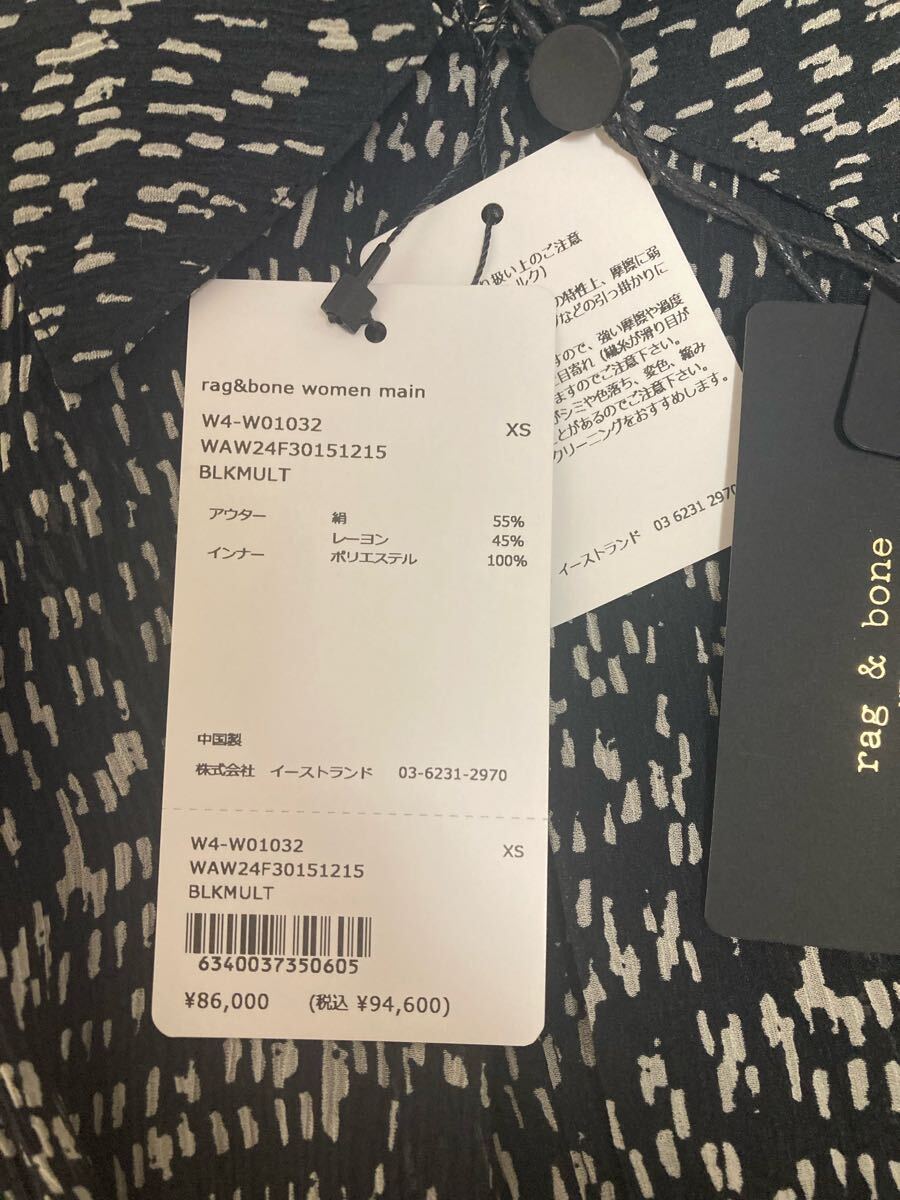 rag&bone women main
W4-W01032
XS
WAW24F30151215
BLKMULT
アウター 絹 55%
レーヨン 45%
インナー ポリエステル 100%
中国製
株式会社 イーストランド 03-6231-2970
W4-W01032
XS
WAW24F30151215
BLKMULT
6340037350605
¥86,000 (税込 ¥94,600)
り扱い上のご注意
ルク)
の特性上、摩擦に弱
などの引っ掛かりに
すので、強い摩擦や過度
目寄れ(繊糸が滑り目が
ますのでご注意下さい。
シミや色落ち、変色、縮み
とがあるのでご注意下さい。
クリーニングをおすすめします。
イーストランド 03 6231 2970
rag & bone